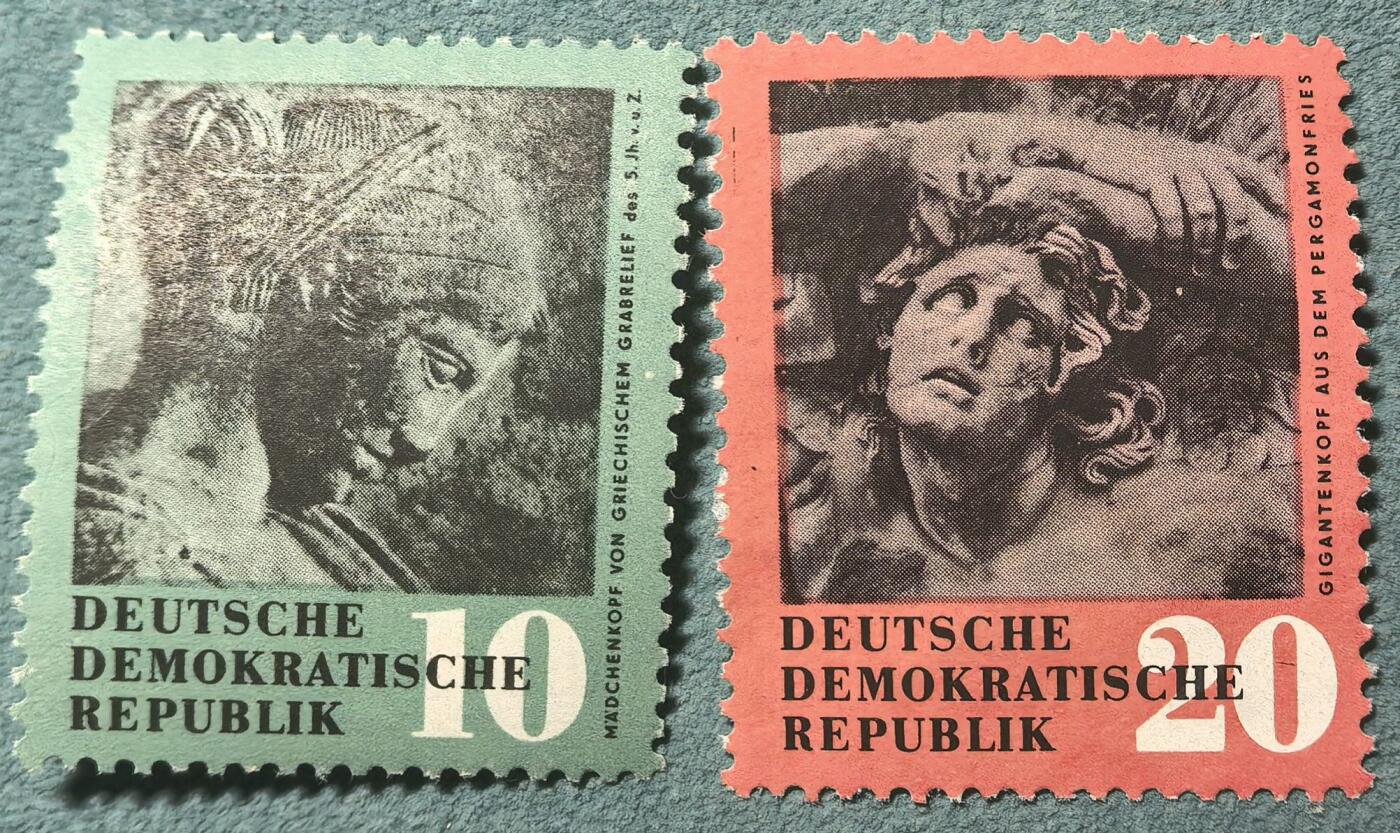 MÄDCHENKOPF VON GRIECHISCHEM GRABRELIEF des 5. Jh. v. u. Z.
DEUTSCHE
DEMOKRATISCHE
REPUBLIK
10
GIGANTENKOPF AUS DEM PERGAMONFRIES
DEUTSCHE
DEMOKRATISCHE
REPUBLIK
20